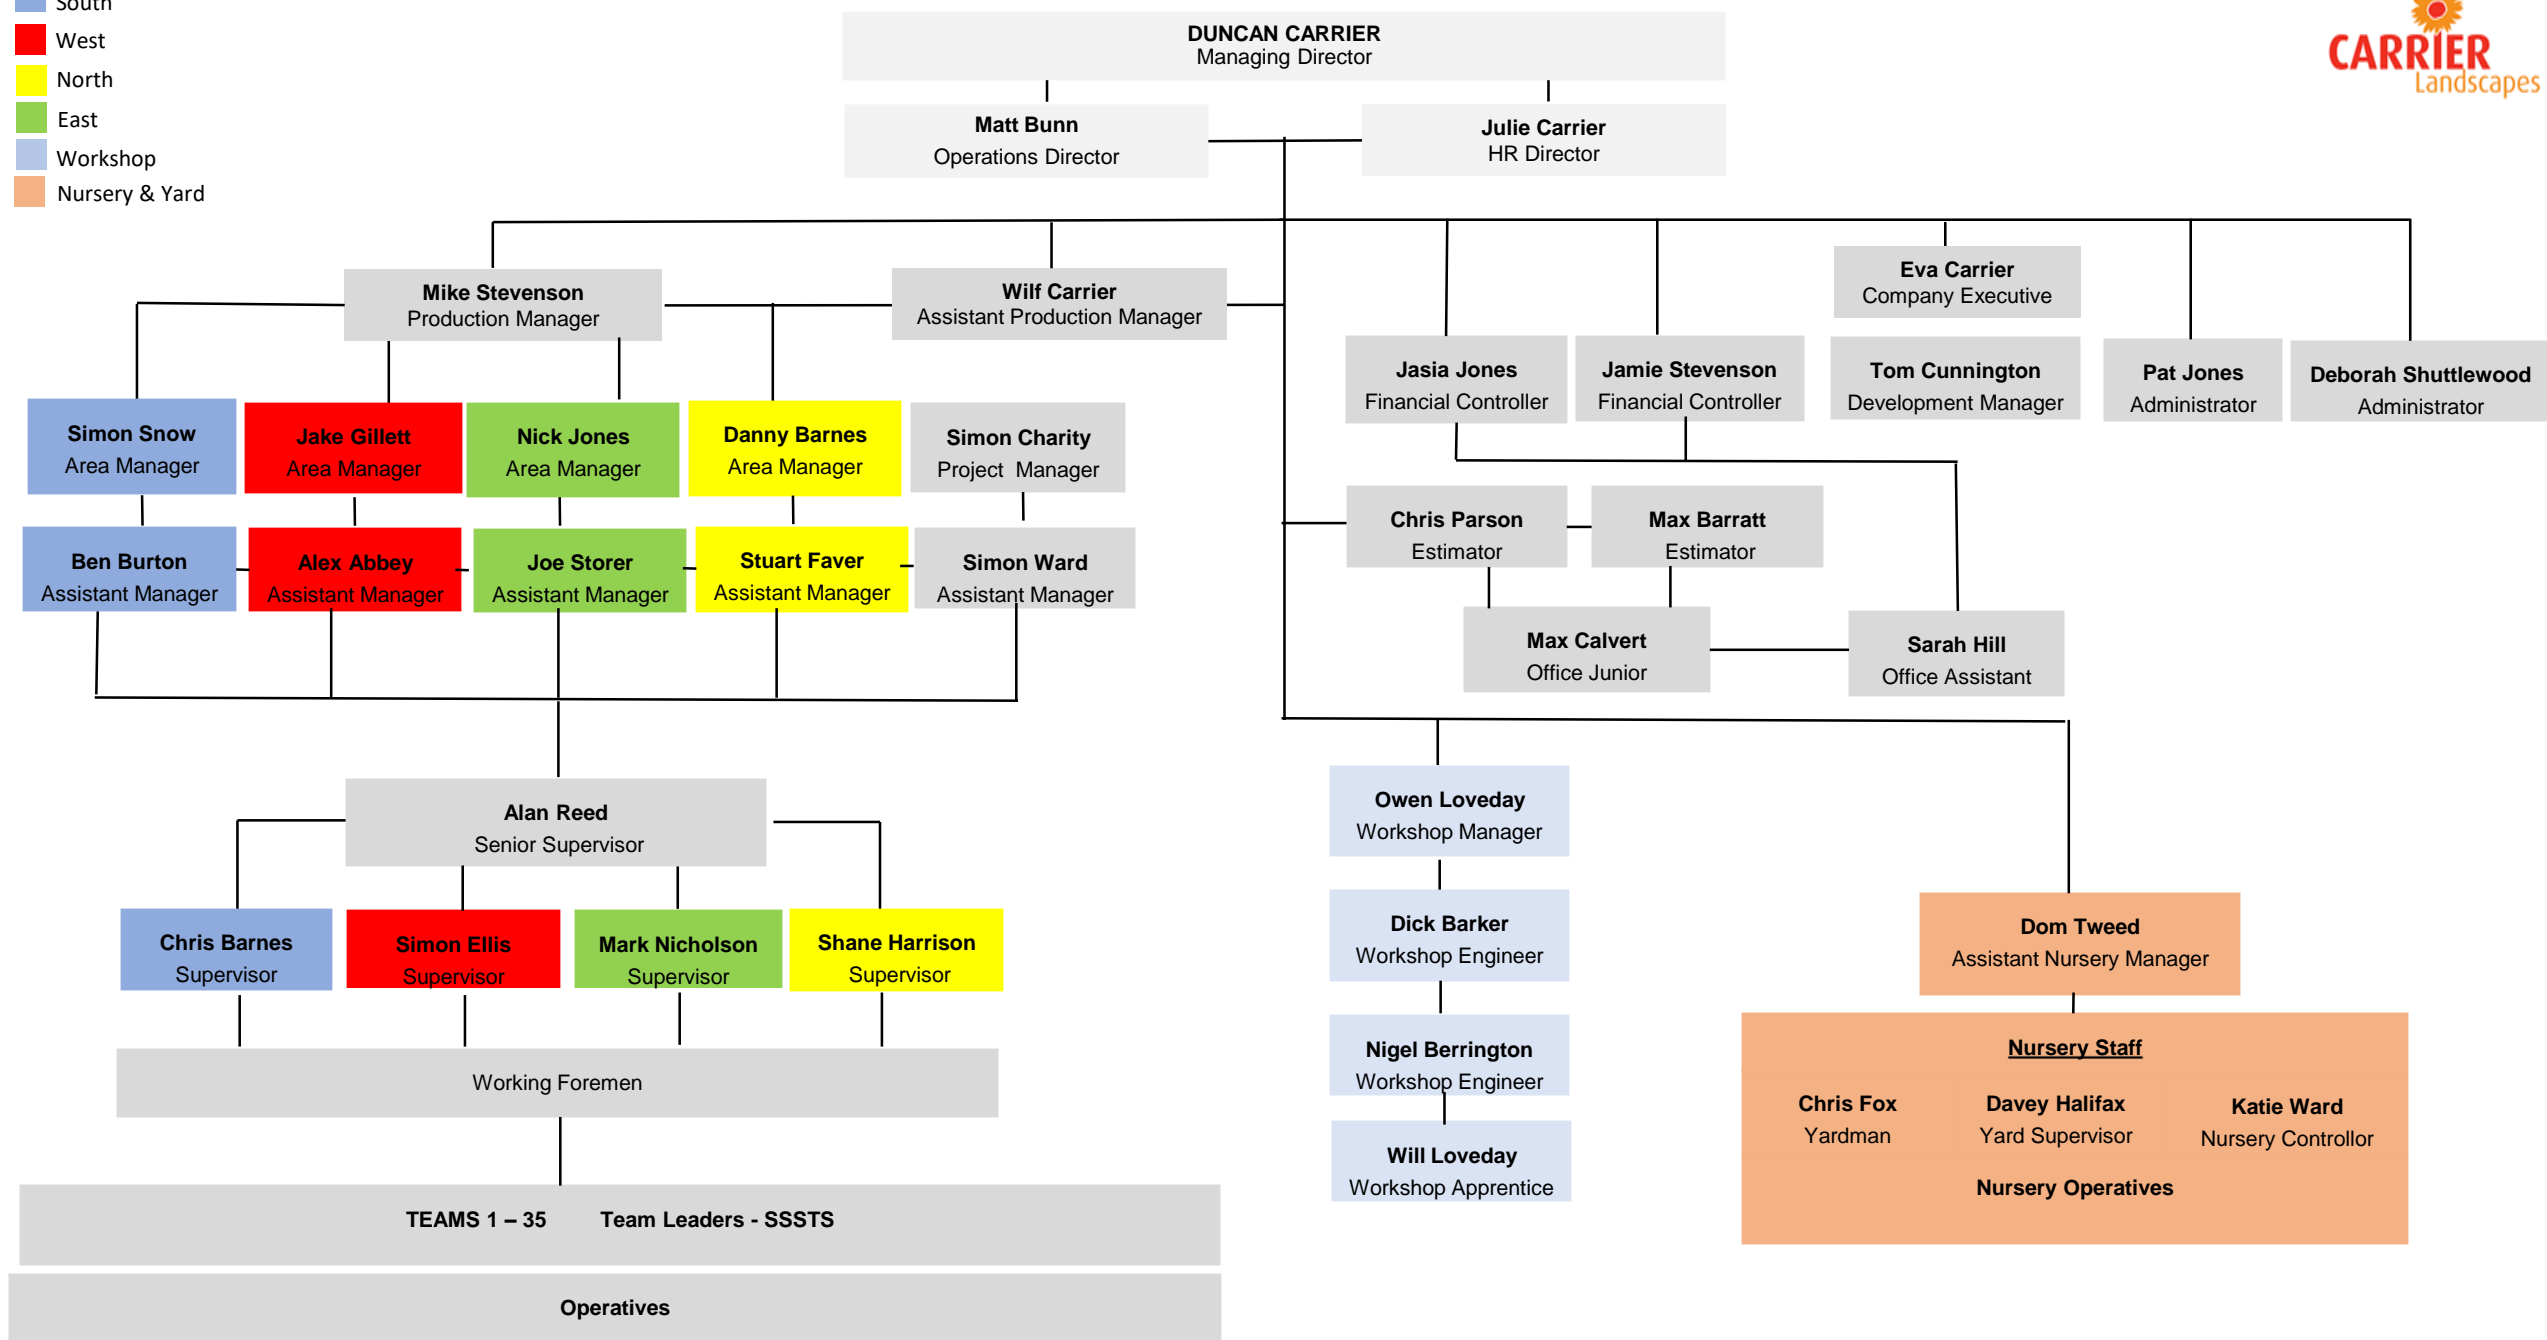 South
West
North
East
Workshop
Nursery & Yard
DUNCAN CARRIER
Managing Director
CARRIER
Landscapes
Matt Bunn
Operations Director
Julie Carrier
HR Director
Mike Stevenson
Production Manager
Wilf Carrier
Assistant Production Manager
Eva Carrier
Company Executive
Jasia Jones
Financial Controller
Jamie Stevenson
Financial Controller
Tom Cunnington
Development Manager
Pat Jones
Administrator
Deborah Shuttlewood
Administrator
Simon Snow
Area Manager
Jake Gillett
Area Manager
Nick Jones
Area Manager
Danny Barnes
Area Manager
Simon Charity
Project  Manager
Ben Burton
Assistant Manager
Alex Abbey
Assistant Manager
Joe Storer
Assistant Manager
Stuart Faver
Assistant Manager
Simon Ward
Assistant Manager
Chris Parson
Estimator
Max Barratt
Estimator
Max Calvert
Office Junior
Sarah Hill
Office Assistant
Alan Reed
Senior Supervisor
Chris Barnes
Supervisor
Simon Ellis
Supervisor
Mark Nicholson
Supervisor
Shane Harrison
Supervisor
Working Foremen
TEAMS 1 – 35 Team Leaders - SSSTS
Operatives
Owen Loveday
Workshop Manager
Dick Barker
Workshop Engineer
Nigel Berrington
Workshop Engineer
Will Loveday
Workshop Apprentice
Dom Tweed
Assistant Nursery Manager
Nursery Staff
Chris Fox
Yardman
Davey Halifax
Yard Supervisor
Katie Ward
Nursery Controllor
Nursery Operatives